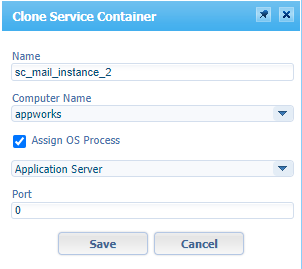 Clone Service Container
Name
sc_mail_instance_2
Computer Name
appworks
Assign OS Process
Application Server
Port
0
Save Cancel